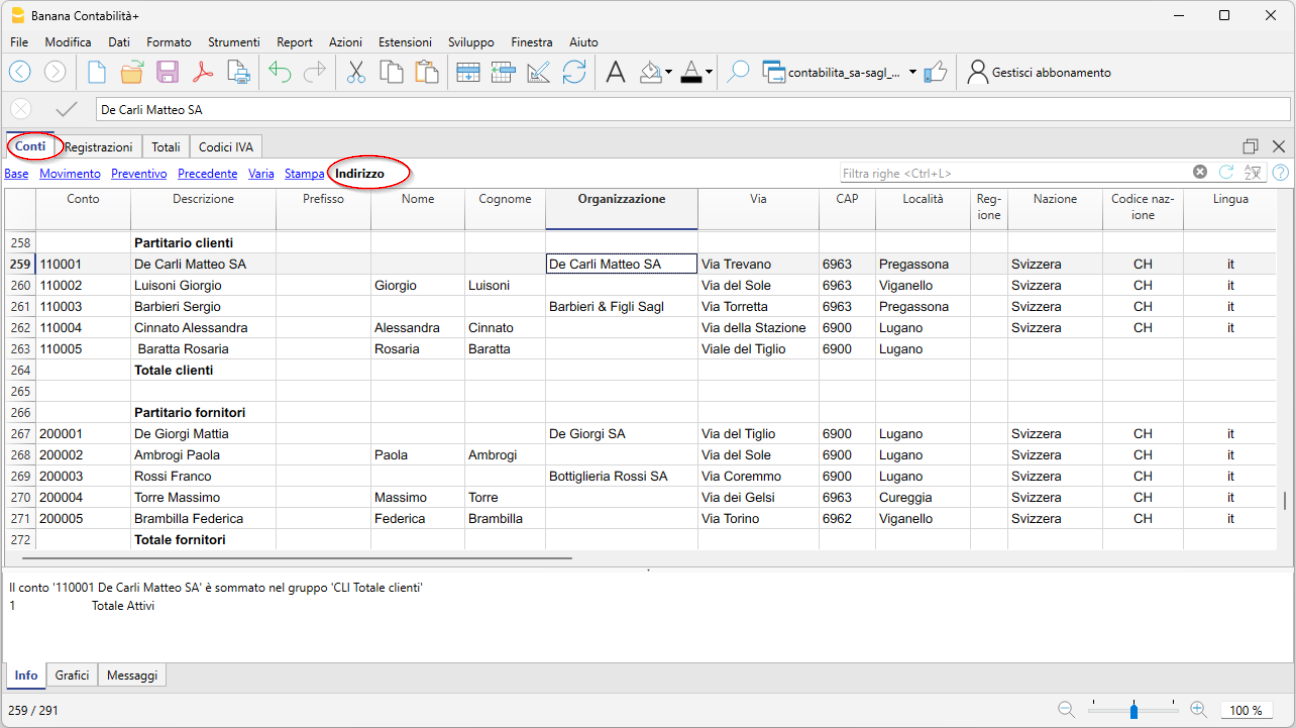 Banana Contabilità+
File Modifica Dati Formato Strumenti Report Azioni Estensioni Sviluppo Finestra Aiuto
contabilita_sa-sagl_... Gestisci abbonamento
De Carli Matteo SA
Conti Registrazioni Totali Codici IVA
Base Movimento Preventivo Precedente Varia Stampa Indirizzo Filtra righe <Ctrl+L>
Conto Descrizione Prefisso Nome Cognome Organizzazione Via CAP Località Reg- Nazione Codice naz- Lingua
ione ione
258 Partitario clienti
259 110001 De Carli Matteo SA De Carli Matteo SA Via Trevano 6963 Pregassona Svizzera CH it
260 110002 Luisoni Giorgio Giorgio Luisoni Via del Sole 6963 Viganello Svizzera CH it
261 110003 Barbieri Sergio Barbieri & Figli Sagl Via Torretta 6963 Pregassona Svizzera CH it
262 110004 Cinnato Alessandra Alessandra Cinnato Via della Stazione 6900 Lugano Svizzera CH it
263 110005 Baratta Rosaria Rosaria Baratta Viale del Tiglio 6900 Lugano
264 Totale clienti
265
266 Partitario fornitori
267 200001 De Giorgi Mattia De Giorgi SA Via del Tiglio 6900 Lugano Svizzera CH it
268 200002 Ambrogi Paola Paola Ambrogi Via del Sole 6900 Lugano Svizzera CH it
269 200003 Rossi Franco Bottiglieria Rossi SA Via Coremmo 6900 Lugano Svizzera CH it
270 200004 Torre Massimo Massimo Torre Via dei Gelsi 6963 Cureggia Svizzera CH it
271 200005 Brambilla Federica Federica Brambilla Via Torino 6962 Viganello Svizzera CH it
272 Totale fornitori
Il conto '110001 De Carli Matteo SA' è sommato nel gruppo 'CLI Totale clienti'
1 Totale Attivi
Info Grafici Messaggi
259 / 291 100 %